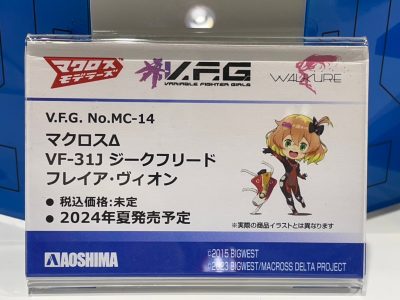 マクロス
モデラーズ
V.F.G
VARIABLE FIGHTER GIRLS
WALKÜRE
V.F.G. No.MC-14
マクロスΔ
VF-31J ジークフリード
フレイア・ヴィオン
● 税込価格:未定
● 2024年夏発売予定
※実際の商品イラストとは異なります
AOSHIMA
©2015 BIGWEST
©2023 BIGWEST/MACROSS DELTA PROJECT